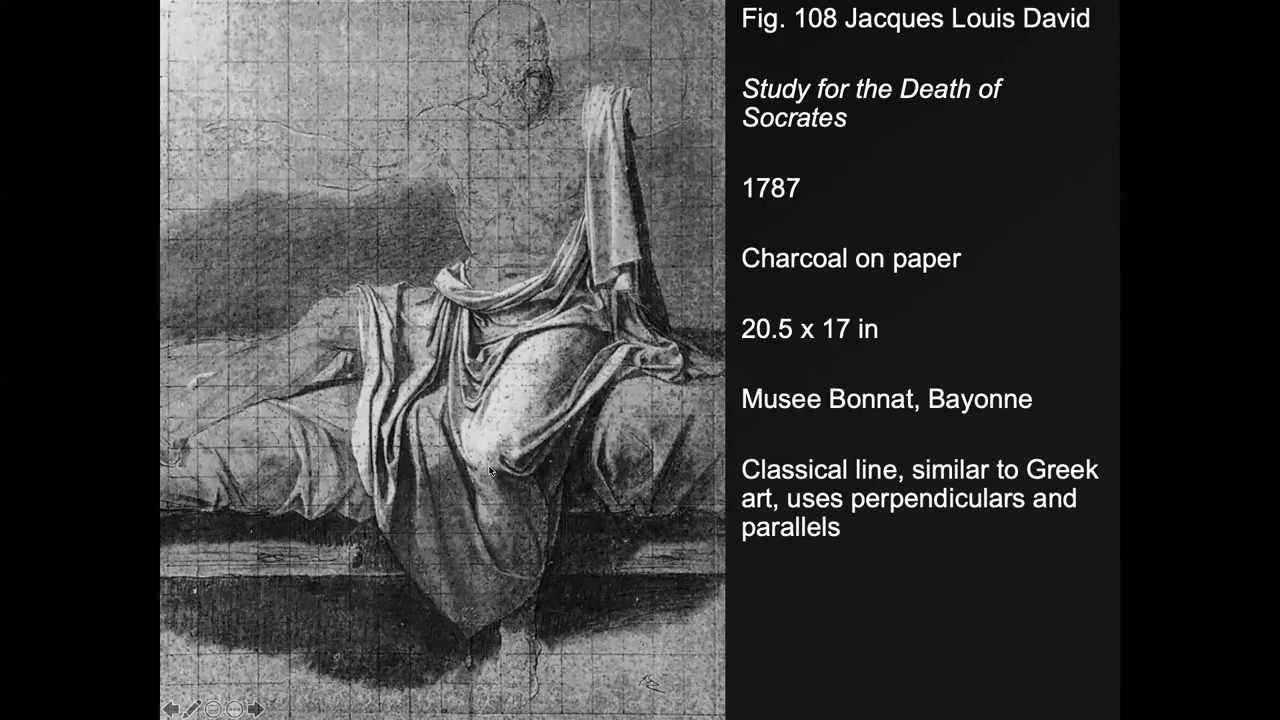 Fig. 108 Jacques Louis David
Study for the Death of
Socrates
1787
Charcoal on paper
20.5 x 17 in
Musee Bonnat, Bayonne
Classical line, similar to Greek
art, uses perpendiculars and
parallels